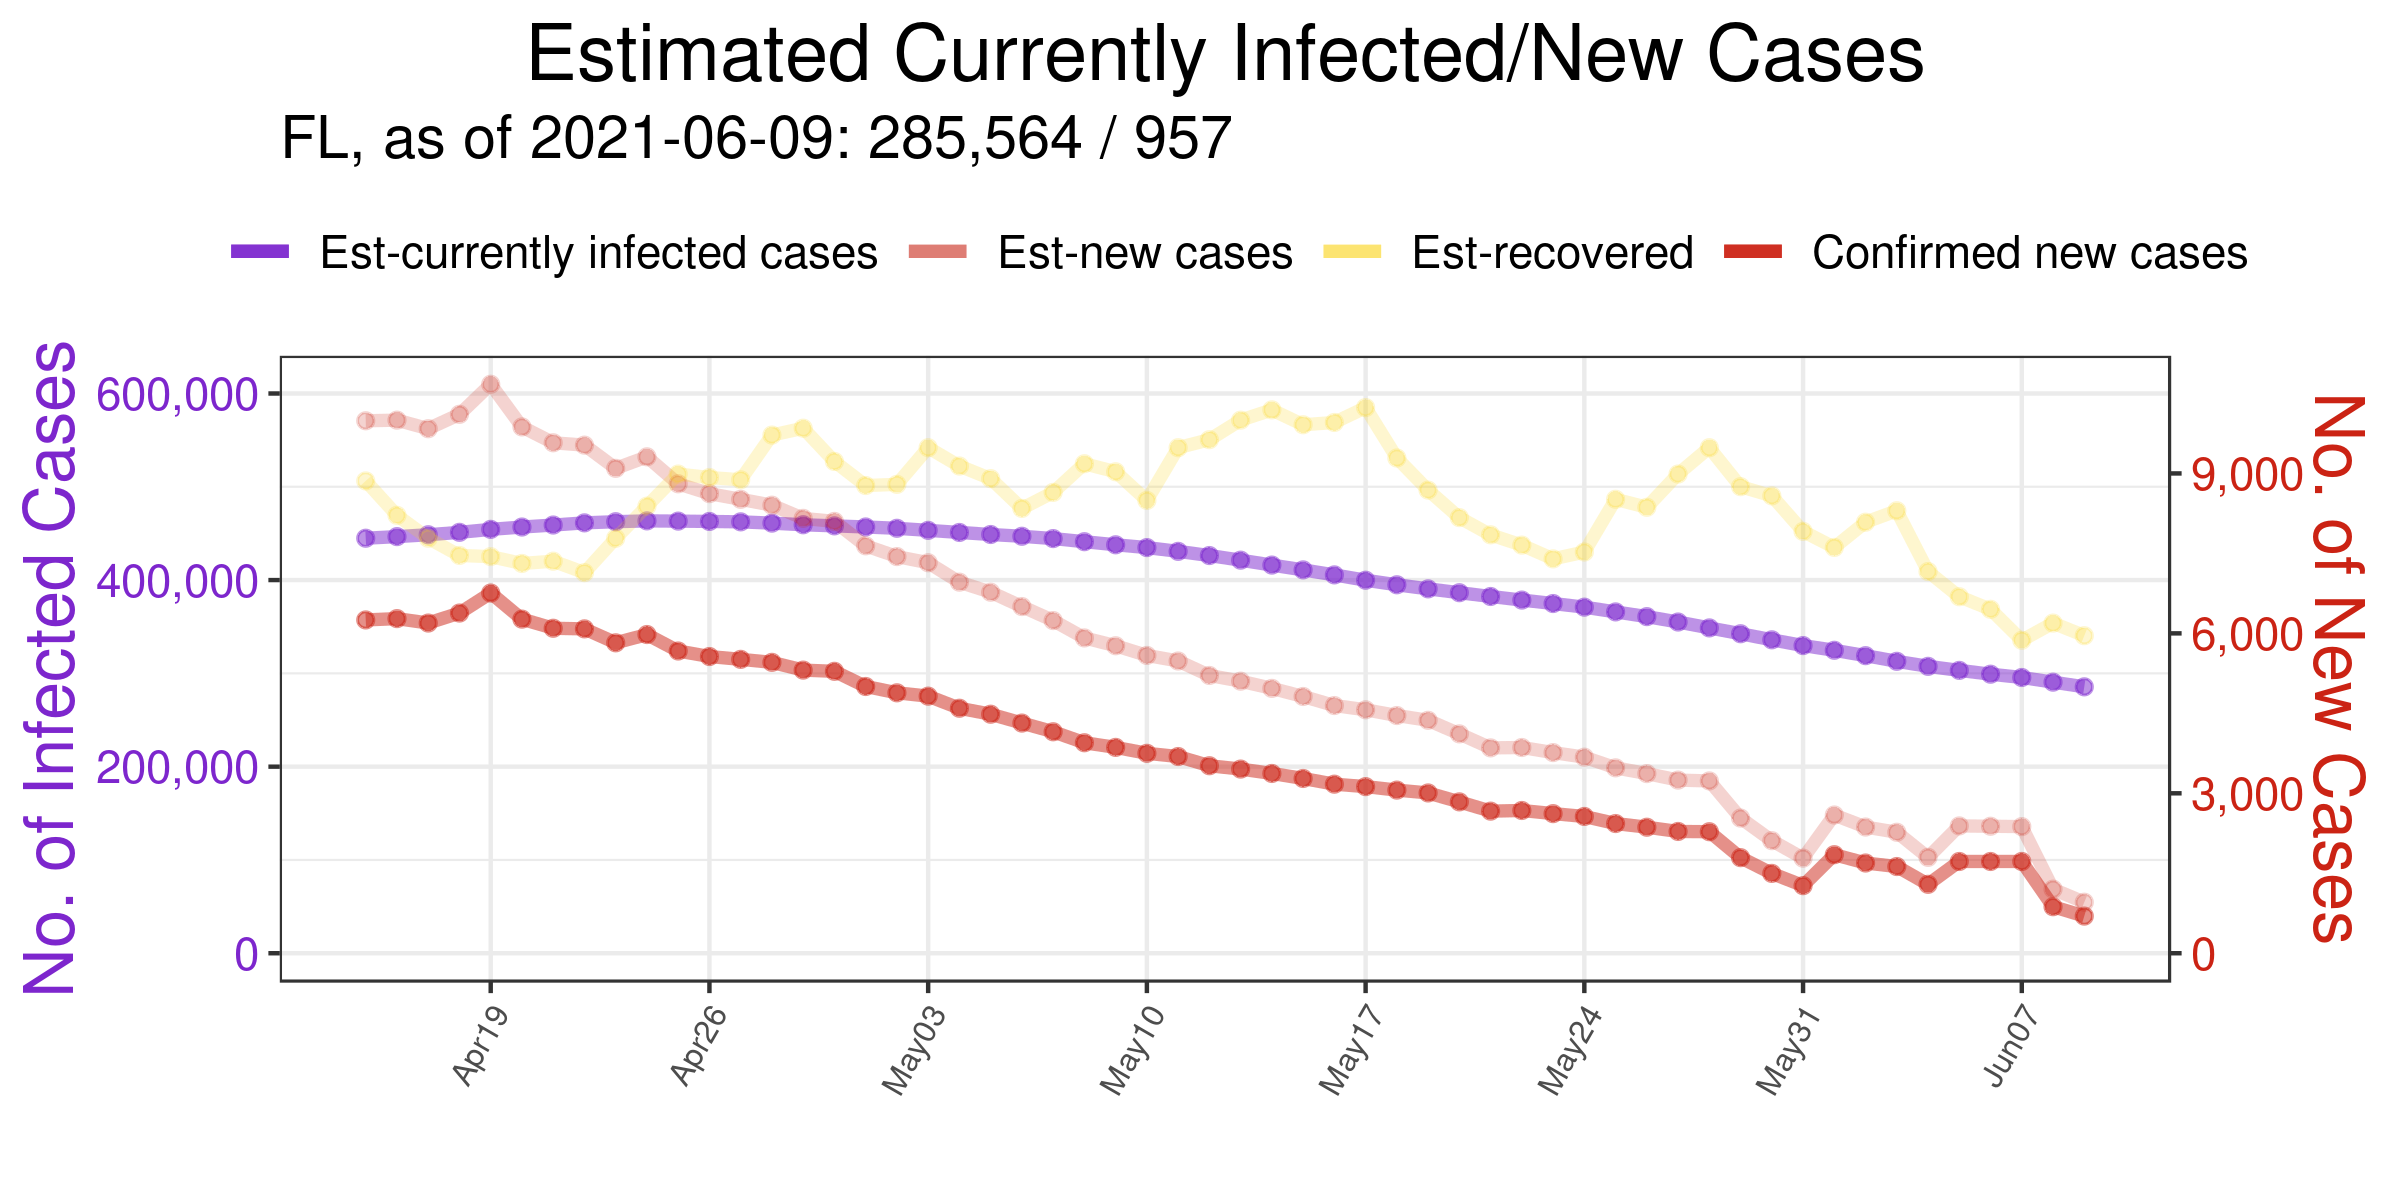 Estimated Currently Infected/New Cases
FL, as of 2021-06-09: 285,564 / 957
Est-currently infected cases Est-new cases Est-recovered Confirmed new cases
No. of Infected Cases
600,000
400,000
200,000
0
No. of New Cases
9,000
6,000
3,000
0
Apr19 Apr26 May03 May10 May17 May24 May31 Jun07